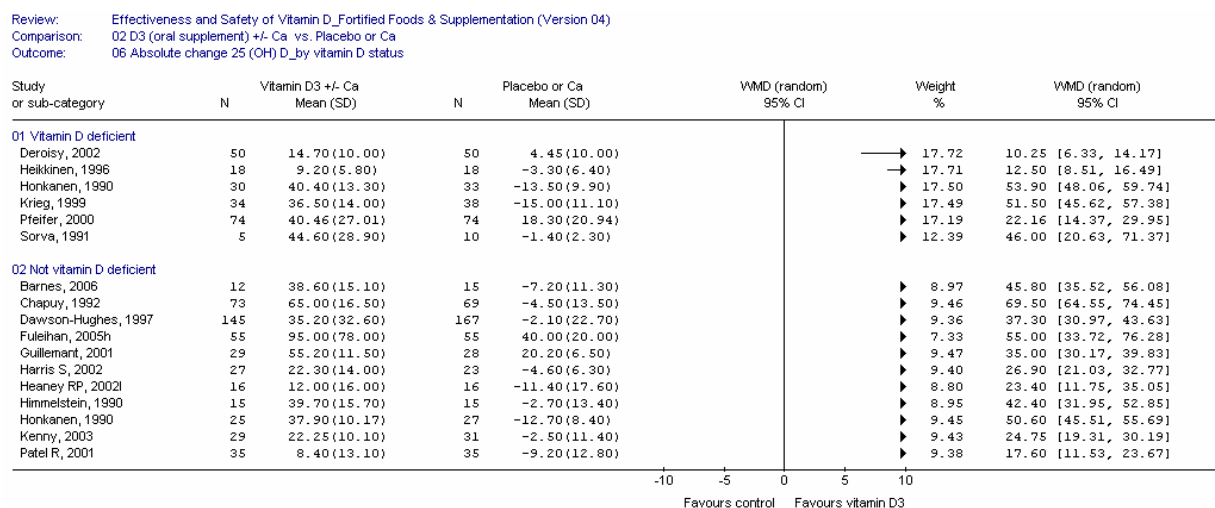 Review: Effectiveness and Safety of Vitamin D_Fortified Foods & Supplementation (Version 04)
Comparison: 02 D3 (oral supplement) +/- Ca vs. Placebo or Ca
Outcome: 06 Absolute change 25 (OH) D_by vitamin D status
Study Vitamin D3 +/- Ca Placebo or Ca WMD (random) Weight WMD (random)
or sub-category N Mean (SD) N Mean (SD) 95% CI % 95% CI
01 Vitamin D deficient
Deroisy, 2002 50 14.70(10.00) 50 4.45(10.00) 17.72 10.25 [6.33, 14.17]
Heikkinen, 1996 18 9.20(5.80) 18 -3.30(6.40) 17.71 12.50 [8.51, 16.49]
Honkanen, 1990 30 40.40(13.30) 33 -13.50(9.90) 17.50 53.90 [48.06, 59.74]
Krieg, 1999 34 36.50(14.00) 38 -15.00(11.10) 17.49 51.50 [45.62, 57.38]
Pfeifer, 2000 74 40.46(27.01) 74 18.30(20.94) 17.19 22.16 [14.37, 29.95]
Sorva, 1991 5 44.60(28.90) 10 -1.40(2.30) 12.39 46.00 [20.63, 71.37]
02 Not vitamin D deficient
Barnes, 2006 12 38.60(15.10) 15 -7.20(11.30) 8.97 45.80 [35.52, 56.08]
Chapuy, 1992 73 65.00(16.50) 69 -4.50(13.50) 9.46 69.50 [64.55, 74.45]
Dawson-Hughes, 1997 145 35.20(32.60) 167 -2.10(22.70) 9.36 37.30 [30.97, 43.63]
Fuleihan, 2005h 55 95.00(78.00) 55 40.00(20.00) 7.33 55.00 [33.72, 76.28]
Guillemant, 2001 29 55.20(11.50) 28 20.20(6.50) 9.47 35.00 [30.17, 39.83]
Harris S, 2002 27 22.30(14.00) 23 -4.60(6.30) 9.40 26.90 [21.03, 32.77]
Heaney RP, 2002l 16 12.00(16.00) 16 -11.40(17.60) 8.80 23.40 [11.75, 35.05]
Himmelstein, 1990 15 39.70(15.70) 15 -2.70(13.40) 8.95 42.40 [31.95, 52.85]
Honkanen, 1990 25 37.90(10.17) 27 -12.70(8.40) 9.45 50.60 [45.51, 55.69]
Kenny, 2003 29 22.25(10.10) 31 -2.50(11.40) 9.43 24.75 [19.31, 30.19]
Patel R, 2001 35 8.40(13.10) 35 -9.20(12.80) 9.38 17.60 [11.53, 23.67]
-10 -5 0 5 10
Favours control Favours vitamin D3